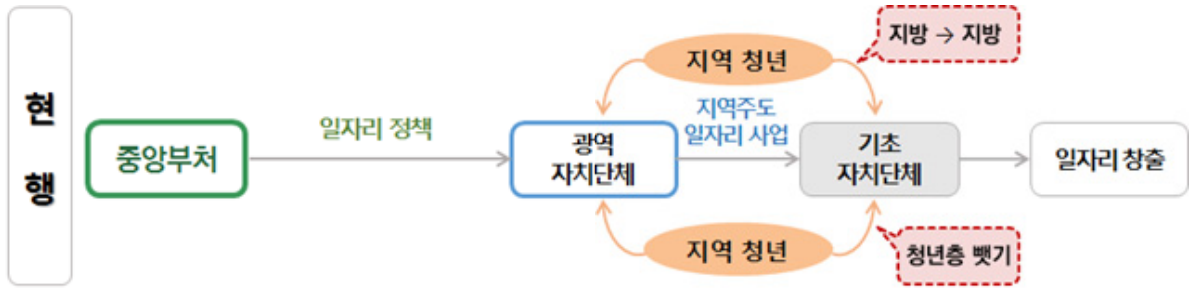 현
행
중앙부처
일자리 정책
광역
자치단체
지역 청년
지방 → 지방
지역주도
일자리 사업
기초
자치단체
일자리 창출
지역 청년
청년층 뺏기